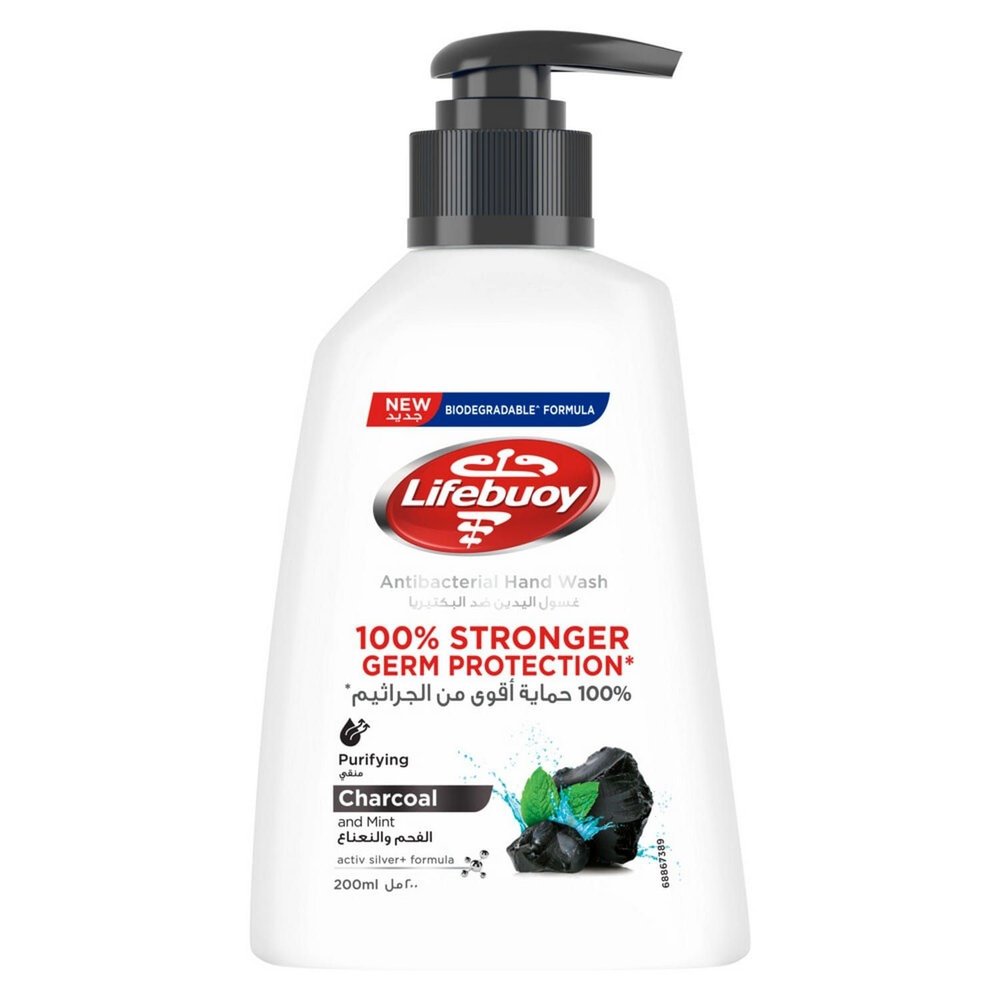 NEW
جديد
BIODEGRADABLE^ FORMULA
Lifebuoy
Antibacterial Hand Wash
غسول اليدين ضد البكتيريا
100% STRONGER
GERM PROTECTION*
100% حماية أقوى من الجراثيم*
Purifying
منقي
Charcoal
and Mint
الفحم والنعناع
activ silver+ formula
200ml ٢٠٠مل
68867389